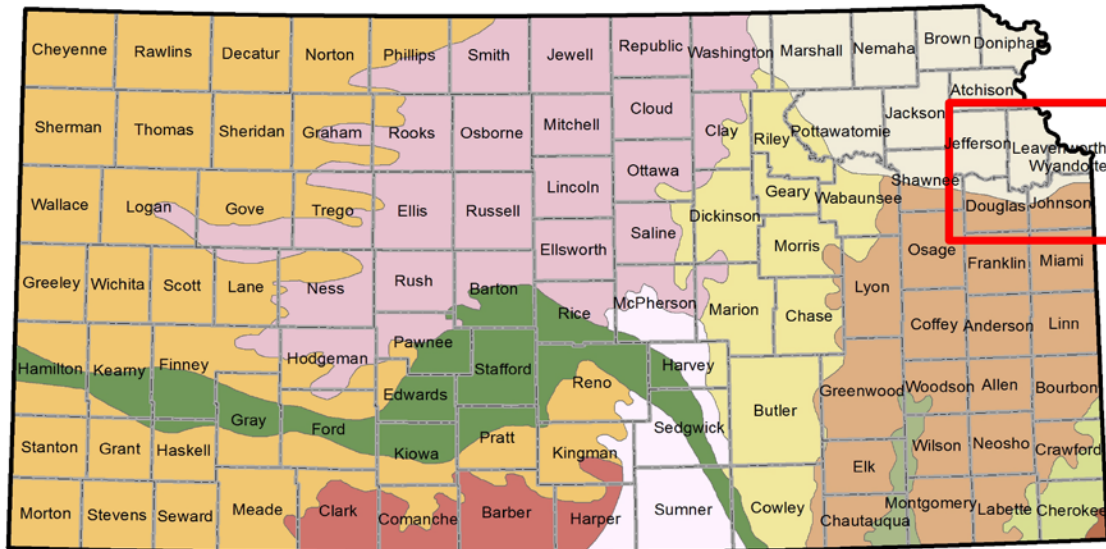 Cheyenne Rawlins Decatur Norton Phillips Smith Jewell Republic Washington Marshall Nemaha Brown Doniphan
Atchison
Sherman Thomas Sheridan Graham Rooks Osborne Mitchell Cloud Clay Riley Pottawatomie Jackson Jefferson Leavenworth
Wyandotte
Lincoln Ottawa
Wallace Logan Gove Trego Ellis Russell Geary Wabaunsee Shawnee Douglas Johnson
Dickinson
Ellsworth Saline Morris Osage
Greeley Wichita Scott Lane Ness Rush Barton Rice McPherson Marion Chase Lyon Franklin Miami
Hamilton Kearny Finney Hodgeman Pawnee Stafford Reno Harvey Coffey Anderson Linn
Gray Ford Edwards Sedgwick Butler Greenwood Woodson Allen Bourbon
Stanton Grant Haskell Kiowa Pratt Kingman Elk Wilson Neosho Crawford
Morton Stevens Seward Meade Clark Comanche Barber Harper Sumner Cowley Chautauqua Montgomery Labette Cherokee